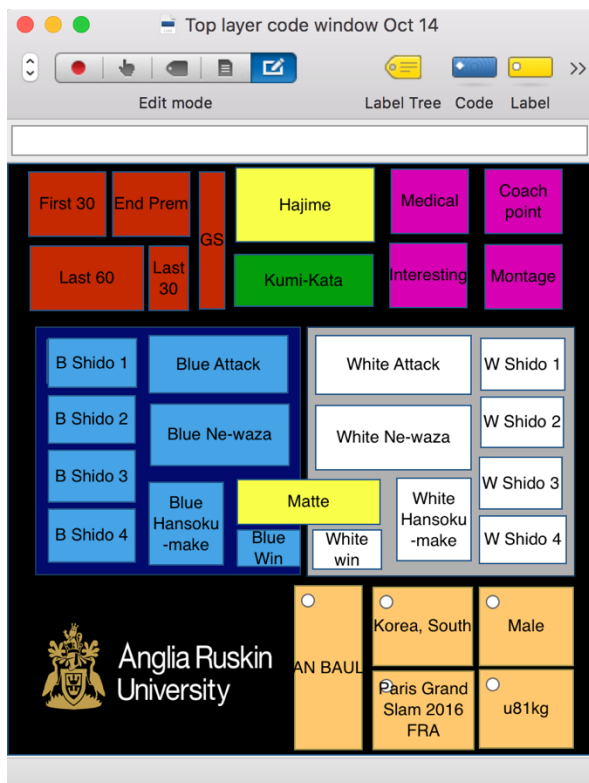 Top layer code window Oct 14
Edit mode
Label Tree
Code
Label
First 30
End Prem
GS
Hajime
Medical
Coach
point
Last 60
Last
30
Kumi-Kata
Interesting
Montage
B Shido 1
Blue Attack
White Attack
W Shido 1
B Shido 2
Blue Ne-waza
White Ne-waza
W Shido 2
B Shido 3
W Shido 3
B Shido 4
Blue
Hansoku
-make
Matte
White
Hansoku
-make
W Shido 4
Blue
Win
White
win
Anglia Ruskin
University
AN BAUL
Korea, South
Male
Paris Grand
Slam 2016
FRA
u81kg